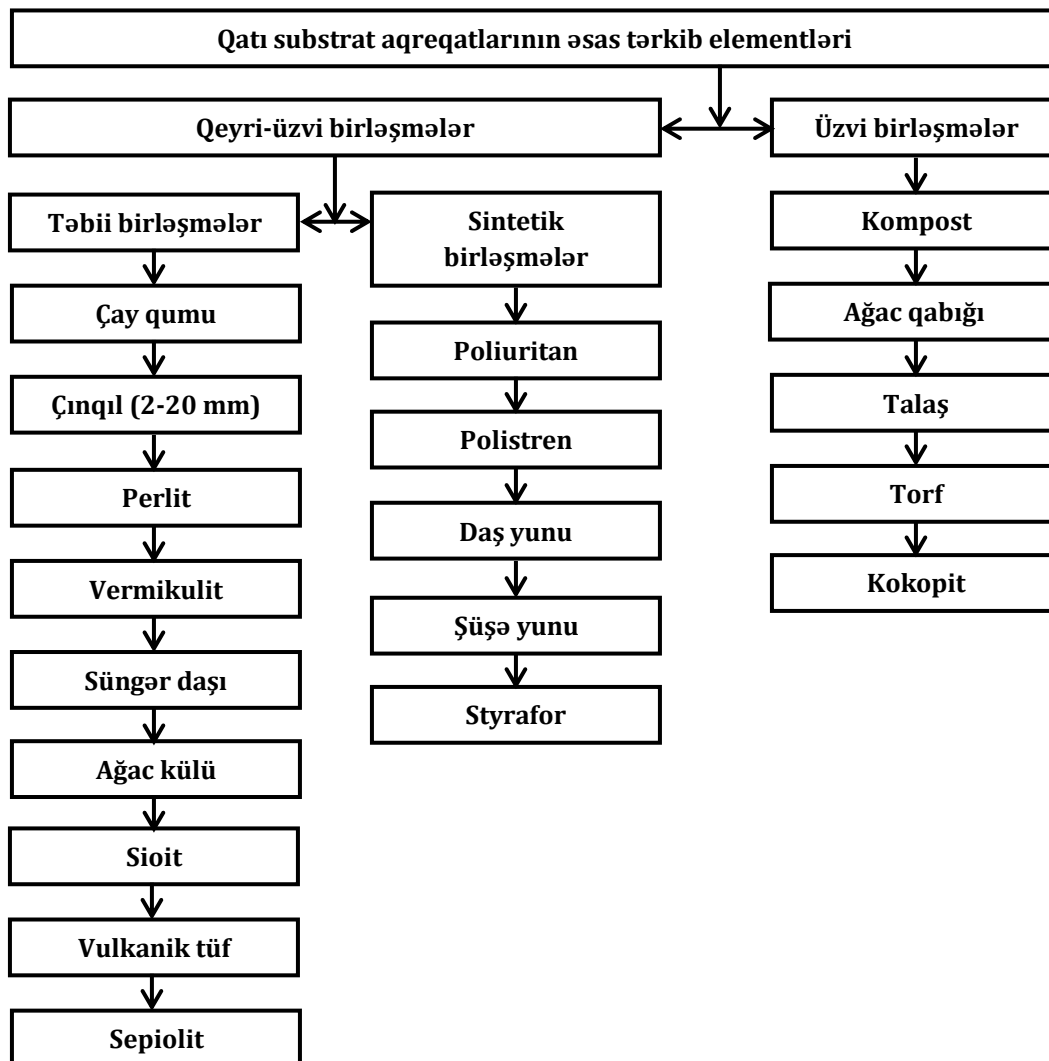 Qatı substrat aqreqatlarının əsas tərkib elementləri
Qeyri-üzvi birləşmələr
Üzvi birləşmələr
Təbii birləşmələr
Çay qumu
Çınqıl (2-20 mm)
Perlit
Vermikulit
Süngər daşı
Ağac külü
Sioit
Vulkanik tüf
Sepiolit
Sintetik
birləşmələr
Poliuritan
Polistren
Daş yunu
Şüşə yunu
Styrafor
Kompost
Ağac qabığı
Talaş
Torf
Kokopit